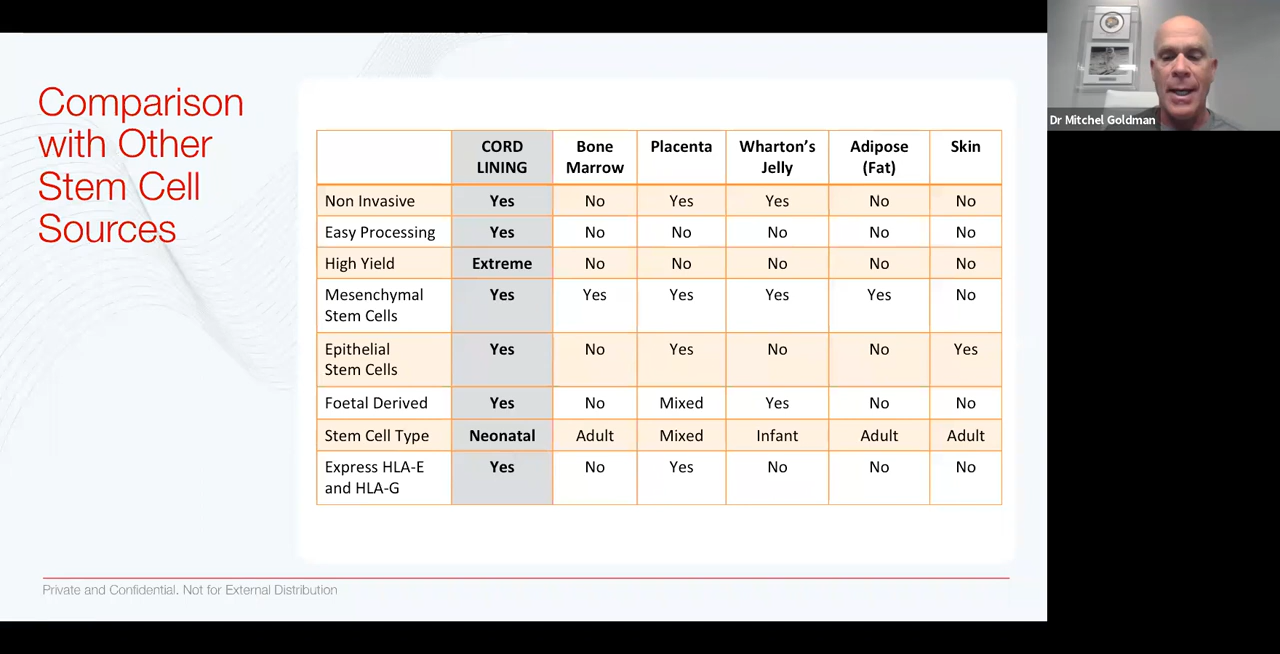 Comparison
with Other
Stem Cell
Sources
CORD LINING Bone Marrow Placenta Wharton's Jelly Adipose (Fat) Skin
Non Invasive Yes No Yes Yes No No
Easy Processing Yes No No No No No
High Yield Extreme No No No No No
Mesenchymal Stem Cells Yes Yes Yes Yes Yes No
Epithelial Stem Cells Yes No Yes No No Yes
Foetal Derived Yes No Mixed Yes No No
Stem Cell Type Neonatal Adult Mixed Infant Adult Adult
Express HLA-E and HLA-G Yes No Yes No No No
Private and Confidential. Not for External Distribution
Dr Mitchel Goldman